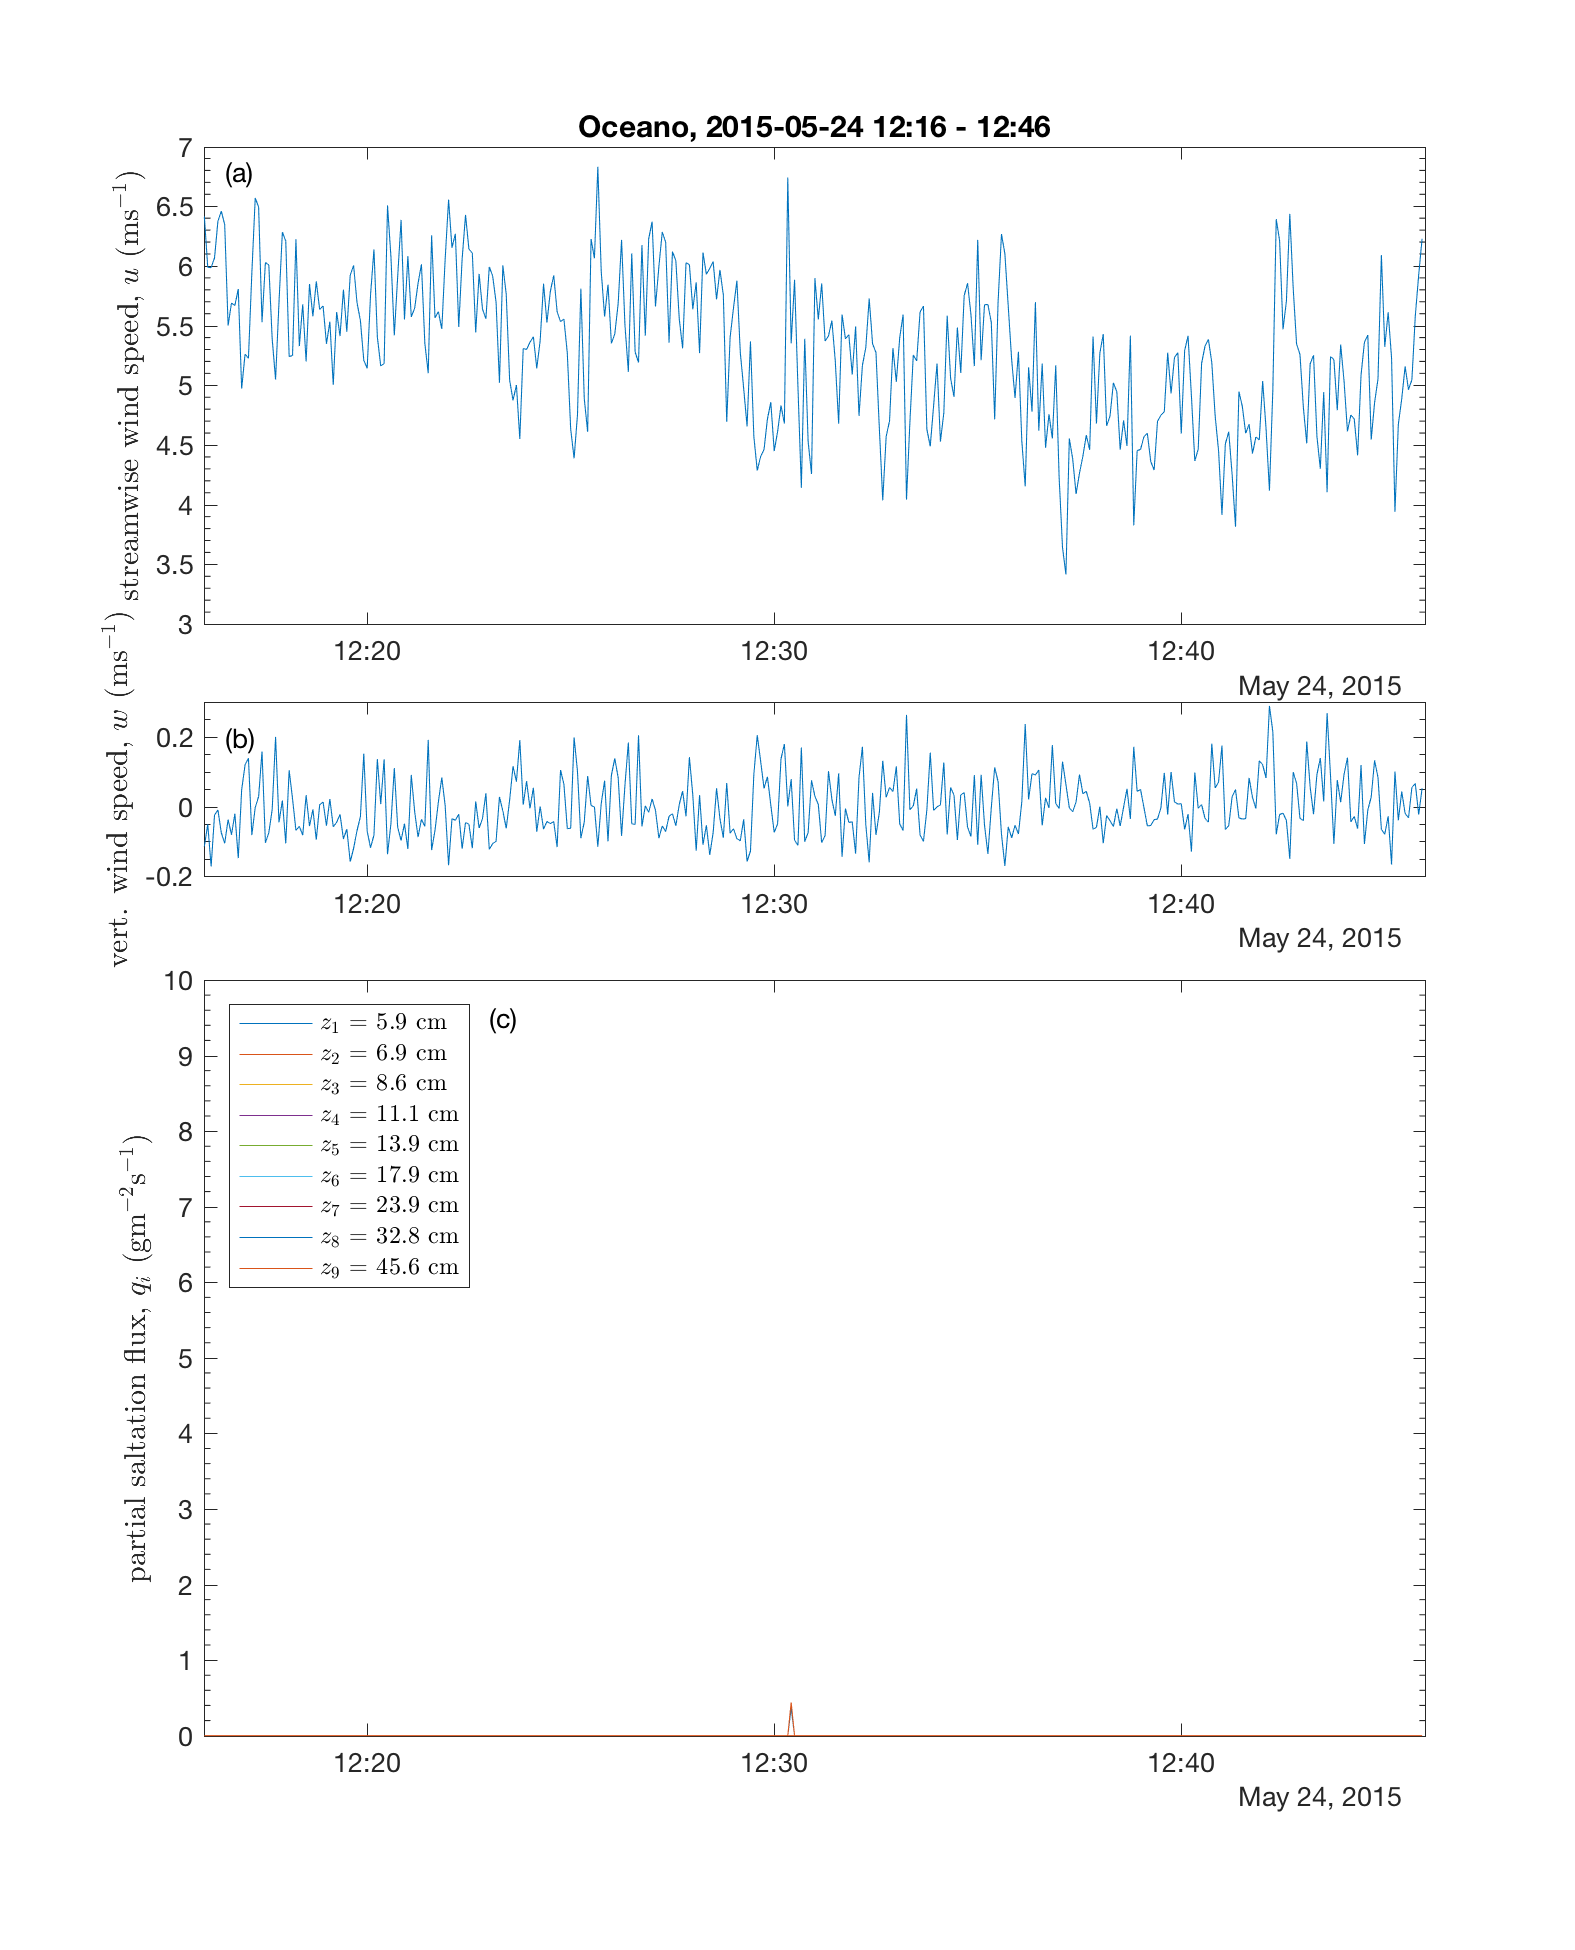 Oceano, 2015-05-24 12:16 - 12:46
(a)
streamwise wind speed, u (ms⁻¹)
7
6.5
6
5.5
5
4.5
4
3.5
3
12:20 12:30 12:40
May 24, 2015
(b)
vert. wind speed, w (ms⁻¹)
0.2
0
-0.2
12:20 12:30 12:40
May 24, 2015
(c)
partial saltation flux, qᵢ (gm⁻²s⁻¹)
10
9
8
7
6
5
4
3
2
1
0
z₁ = 5.9 cm
z₂ = 6.9 cm
z₃ = 8.6 cm
z₄ = 11.1 cm
z₅ = 13.9 cm
z₆ = 17.9 cm
z₇ = 23.9 cm
z₈ = 32.8 cm
z₉ = 45.6 cm
12:20 12:30 12:40
May 24, 2015